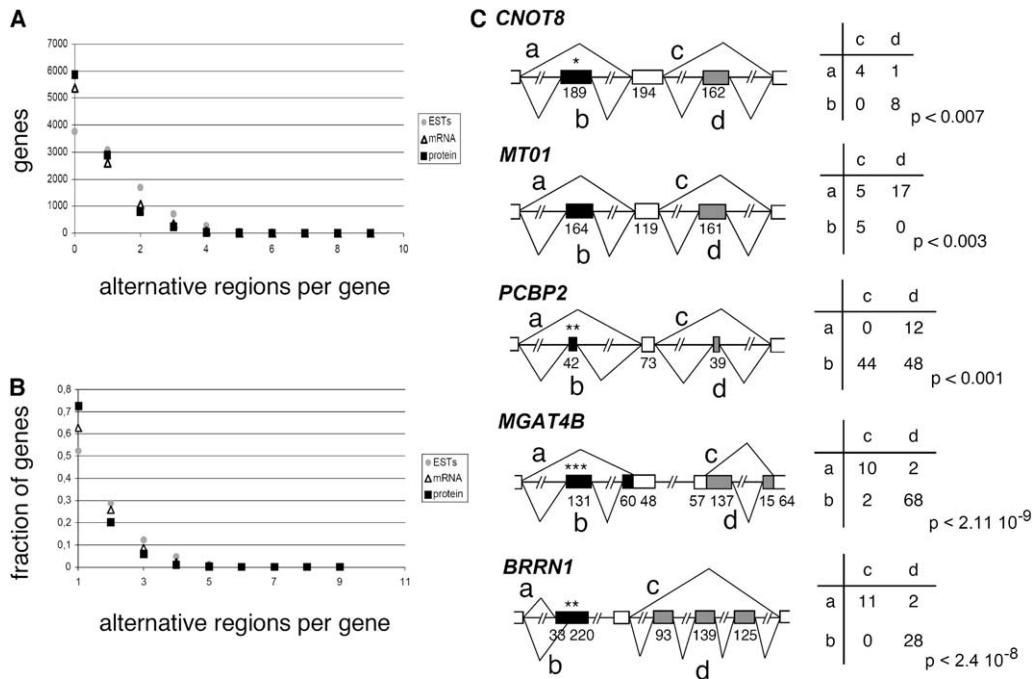 A
7000
6000
5000
4000
3000
2000
1000
0
genes
0 2 4 6 8 10
alternative regions per gene
ESTs
mRNA
protein
B
0,8
0,7
0,6
0,5
0,4
0,3
0,2
0,1
0
fraction of genes
1 3 5 7 9 11
alternative regions per gene
ESTs
mRNA
protein
C CNOT8
a c
*
189 194 162
b d
c d
a 4 1
b 0 8
p < 0.007
MT01
a c
164 119 161
b d
c d
a 5 17
b 5 0
p < 0.003
PCBP2
a c
**
42 73 39
b d
c d
a 0 12
b 44 48
p < 0.001
MGAT4B
a c
***
131 60 48 57 137 15 64
b d
c d
a 10 2
b 2 68
p < 2.11 10-9
BRRN1
a c
**
33 220 93 139 125
b d
c d
a 11 2
b 0 28
p < 2.4 10-8